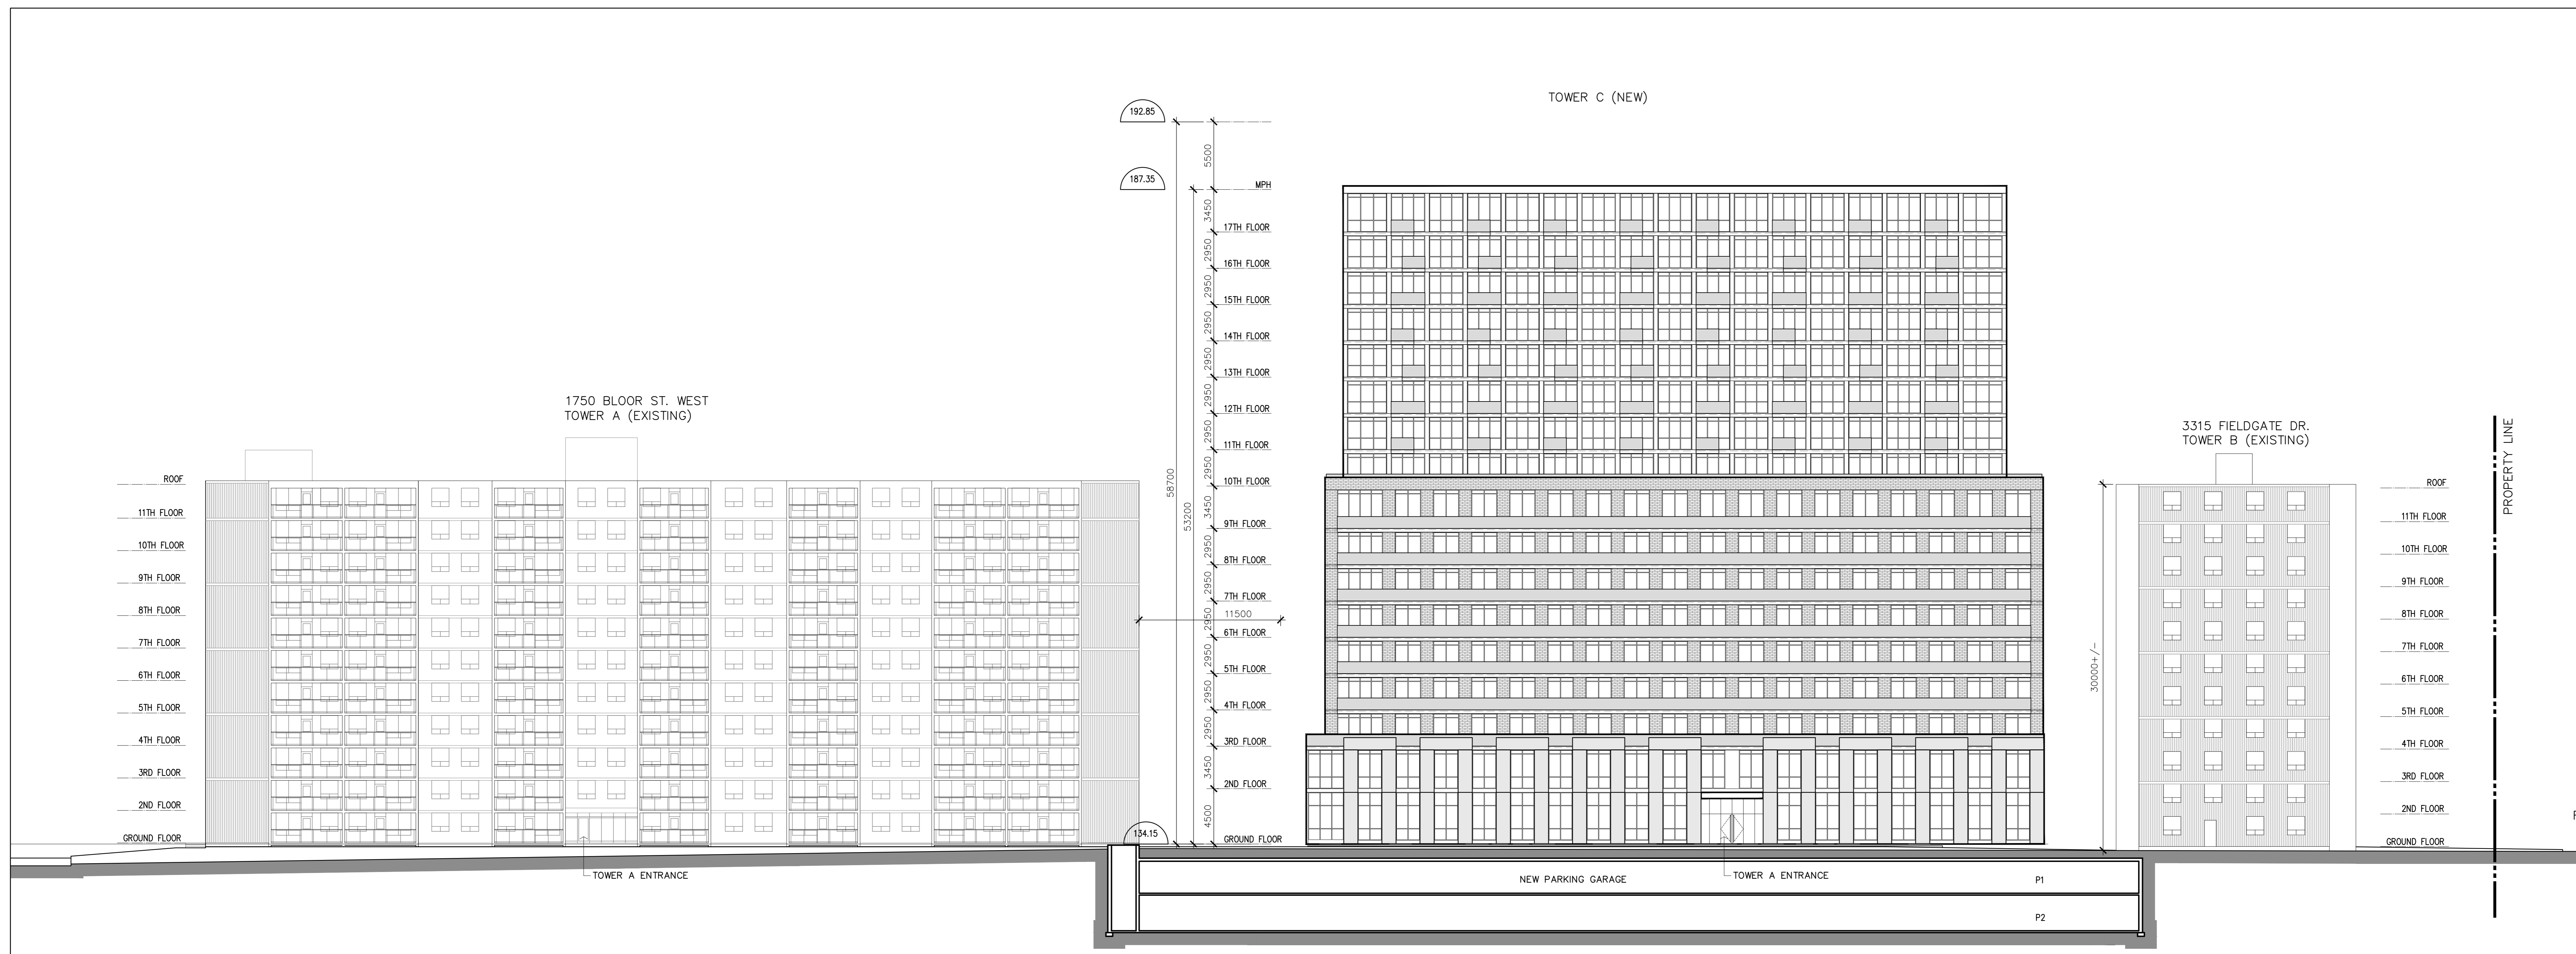 TOWER C (NEW)
192.85
5500
187.35
MPH
3450
17TH FLOOR
2950
16TH FLOOR
2950
15TH FLOOR
2950
14TH FLOOR
2950
13TH FLOOR
2950
12TH FLOOR
2950
11TH FLOOR
2950
10TH FLOOR
3450
9TH FLOOR
2950
8TH FLOOR
2950
7TH FLOOR
2950
6TH FLOOR
2950
5TH FLOOR
2950
4TH FLOOR
2950
3RD FLOOR
3450
2ND FLOOR
4500
GROUND FLOOR
58700
53200
11500
134.15
1750 BLOOR ST. WEST
TOWER A (EXISTING)
ROOF
11TH FLOOR
10TH FLOOR
9TH FLOOR
8TH FLOOR
7TH FLOOR
6TH FLOOR
5TH FLOOR
4TH FLOOR
3RD FLOOR
2ND FLOOR
GROUND FLOOR
TOWER A ENTRANCE
NEW PARKING GARAGE
TOWER A ENTRANCE
P1
P2
3315 FIELDGATE DR.
TOWER B (EXISTING)
30000+/-
ROOF
11TH FLOOR
10TH FLOOR
9TH FLOOR
8TH FLOOR
7TH FLOOR
6TH FLOOR
5TH FLOOR
4TH FLOOR
3RD FLOOR
2ND FLOOR
GROUND FLOOR
PROPERTY LINE